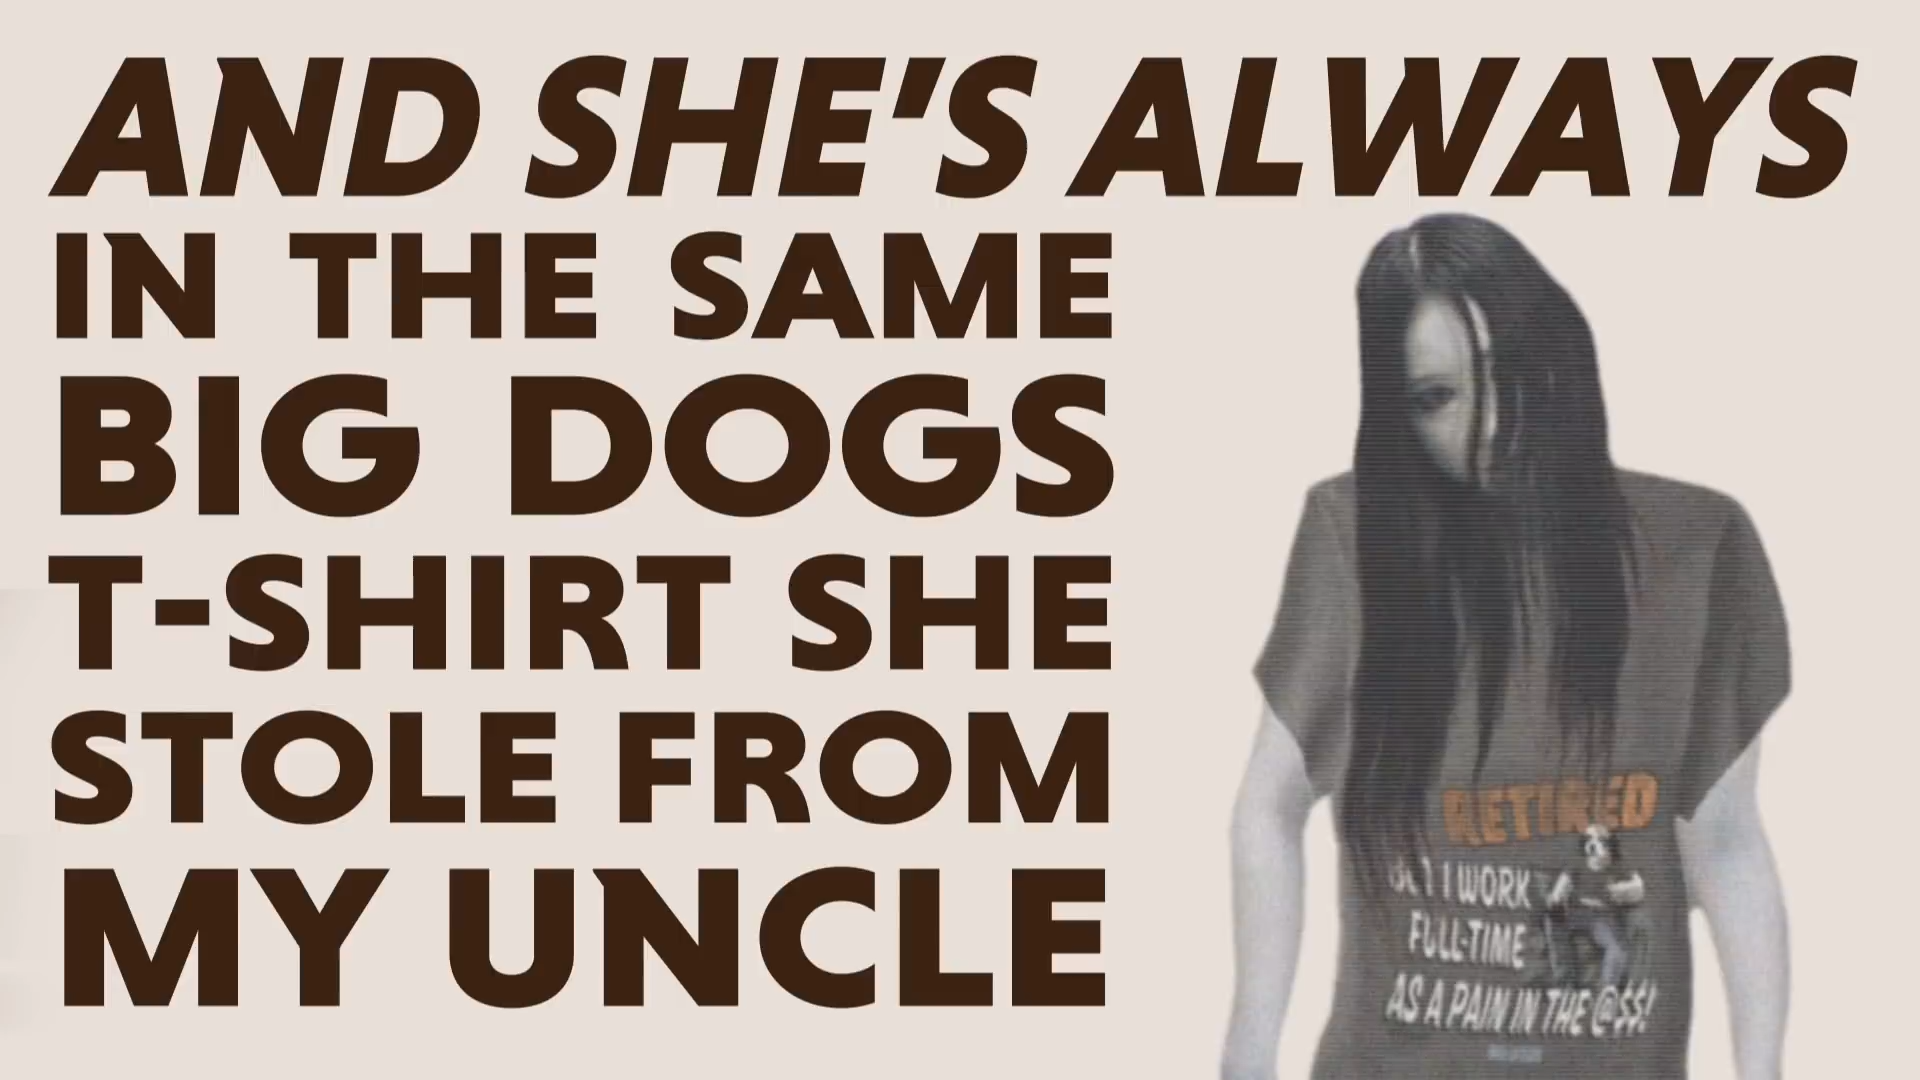 AND SHE'S ALWAYS
IN THE SAME
BIG DOGS
T-SHIRT SHE
STOLE FROM
MY UNCLE
RETIRED
BUT I WORK
FULL-TIME
AS A PAIN IN THE @$$!